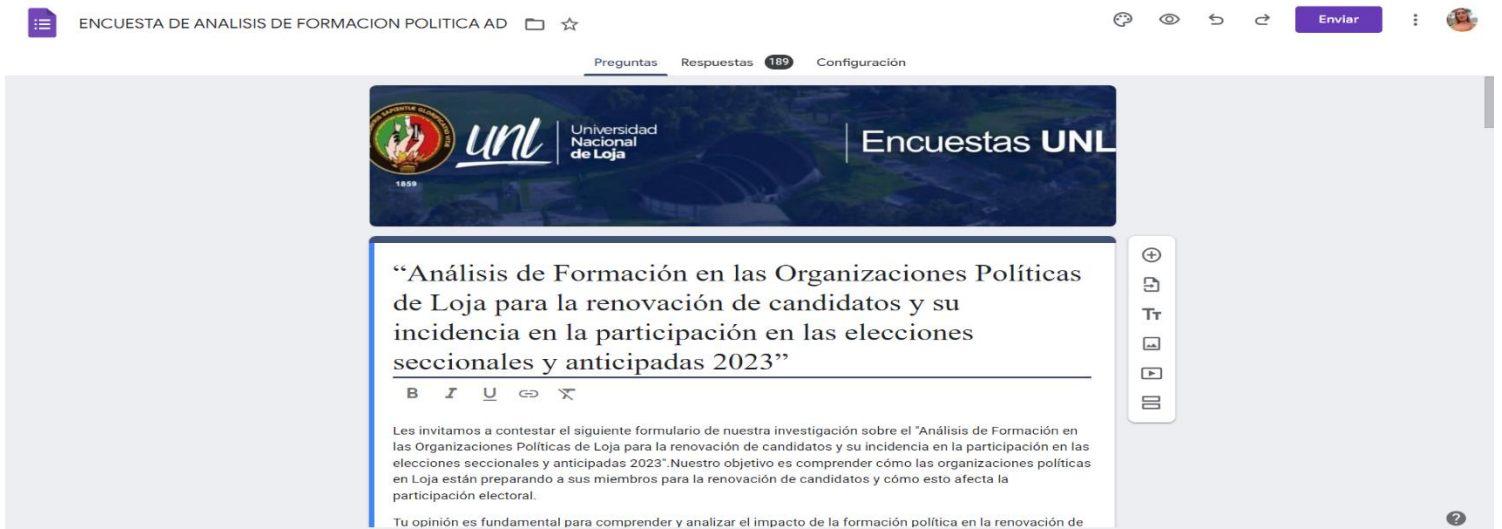 ENCUESTA DE ANALISIS DE FORMACION POLITICA AD
Enviar
Preguntas Respuestas 189 Configuración
unl
Universidad
Nacional
de Loja
1859
Encuestas UNL
“Análisis de Formación en las Organizaciones Políticas
de Loja para la renovación de candidatos y su
incidencia en la participación en las elecciones
seccionales y anticipadas 2023”
B I U
Tт
Les invitamos a contestar el siguiente formulario de nuestra investigación sobre el "Análisis de Formación en
las Organizaciones Políticas de Loja para la renovación de candidatos y su incidencia en la participación en las
elecciones seccionales y anticipadas 2023".Nuestro objetivo es comprender cómo las organizaciones políticas
en Loja están preparando a sus miembros para la renovación de candidatos y cómo esto afecta la
participación electoral.
Tu opinión es fundamental para comprender y analizar el impacto de la formación política en la renovación de